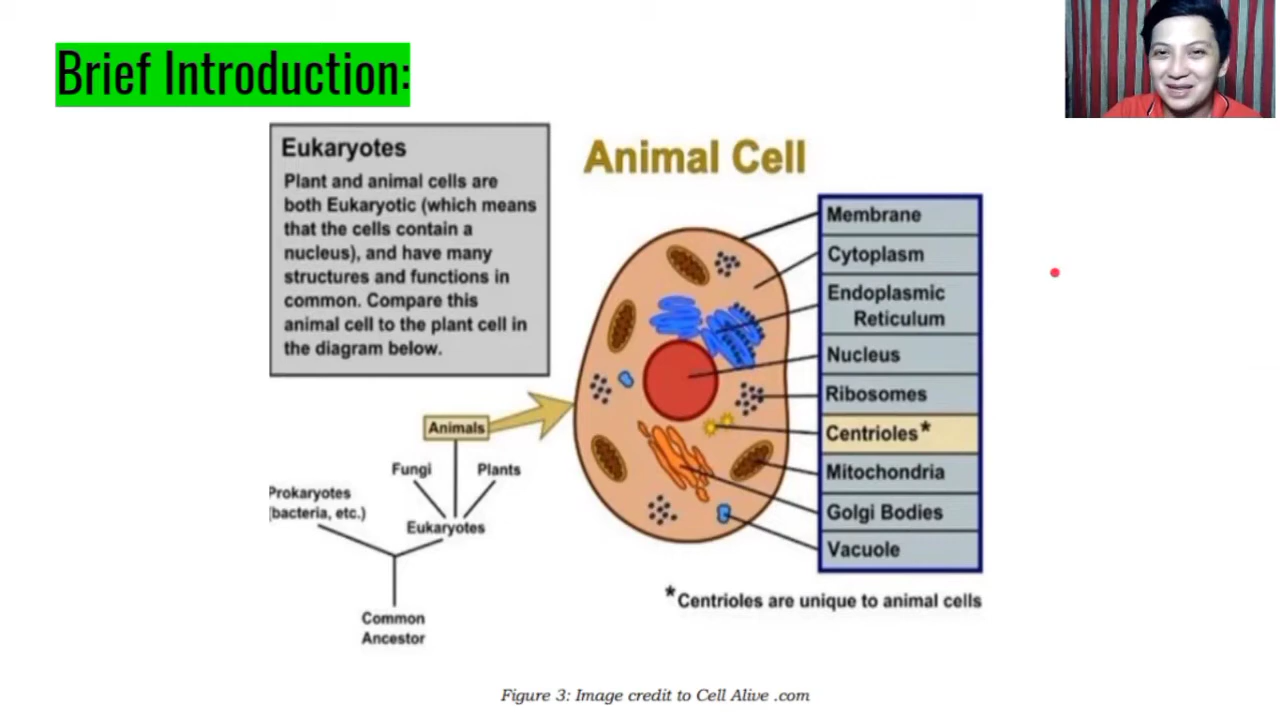 Brief Introduction:
Eukaryotes
Plant and animal cells are
both Eukaryotic (which means
that the cells contain a
nucleus), and have many
structures and functions in
common. Compare this
animal cell to the plant cell in
the diagram below.
Animal Cell
Membrane
Cytoplasm
Endoplasmic
Reticulum
Nucleus
Ribosomes
Centrioles*
Mitochondria
Golgi Bodies
Vacuole
Animals
Fungi
Plants
Prokaryotes
(bacteria, etc.)
Eukaryotes
Common
Ancestor
*Centrioles are unique to animal cells
Figure 3: Image credit to Cell Alive .com